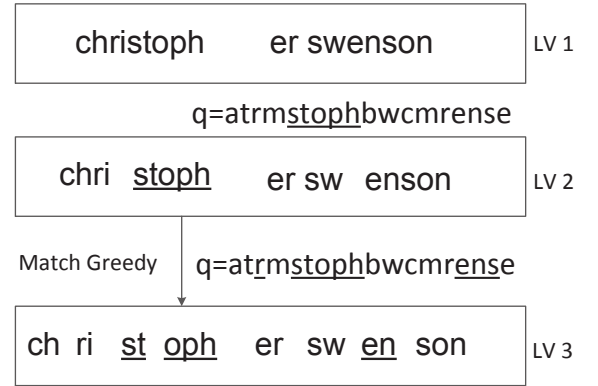 christoph er swenson LV 1
q=atrmstophbwcmrense
chri stoph er sw enson LV 2
Match Greedy q=atrmstophbwcmrense
ch ri st oph er sw en son LV 3